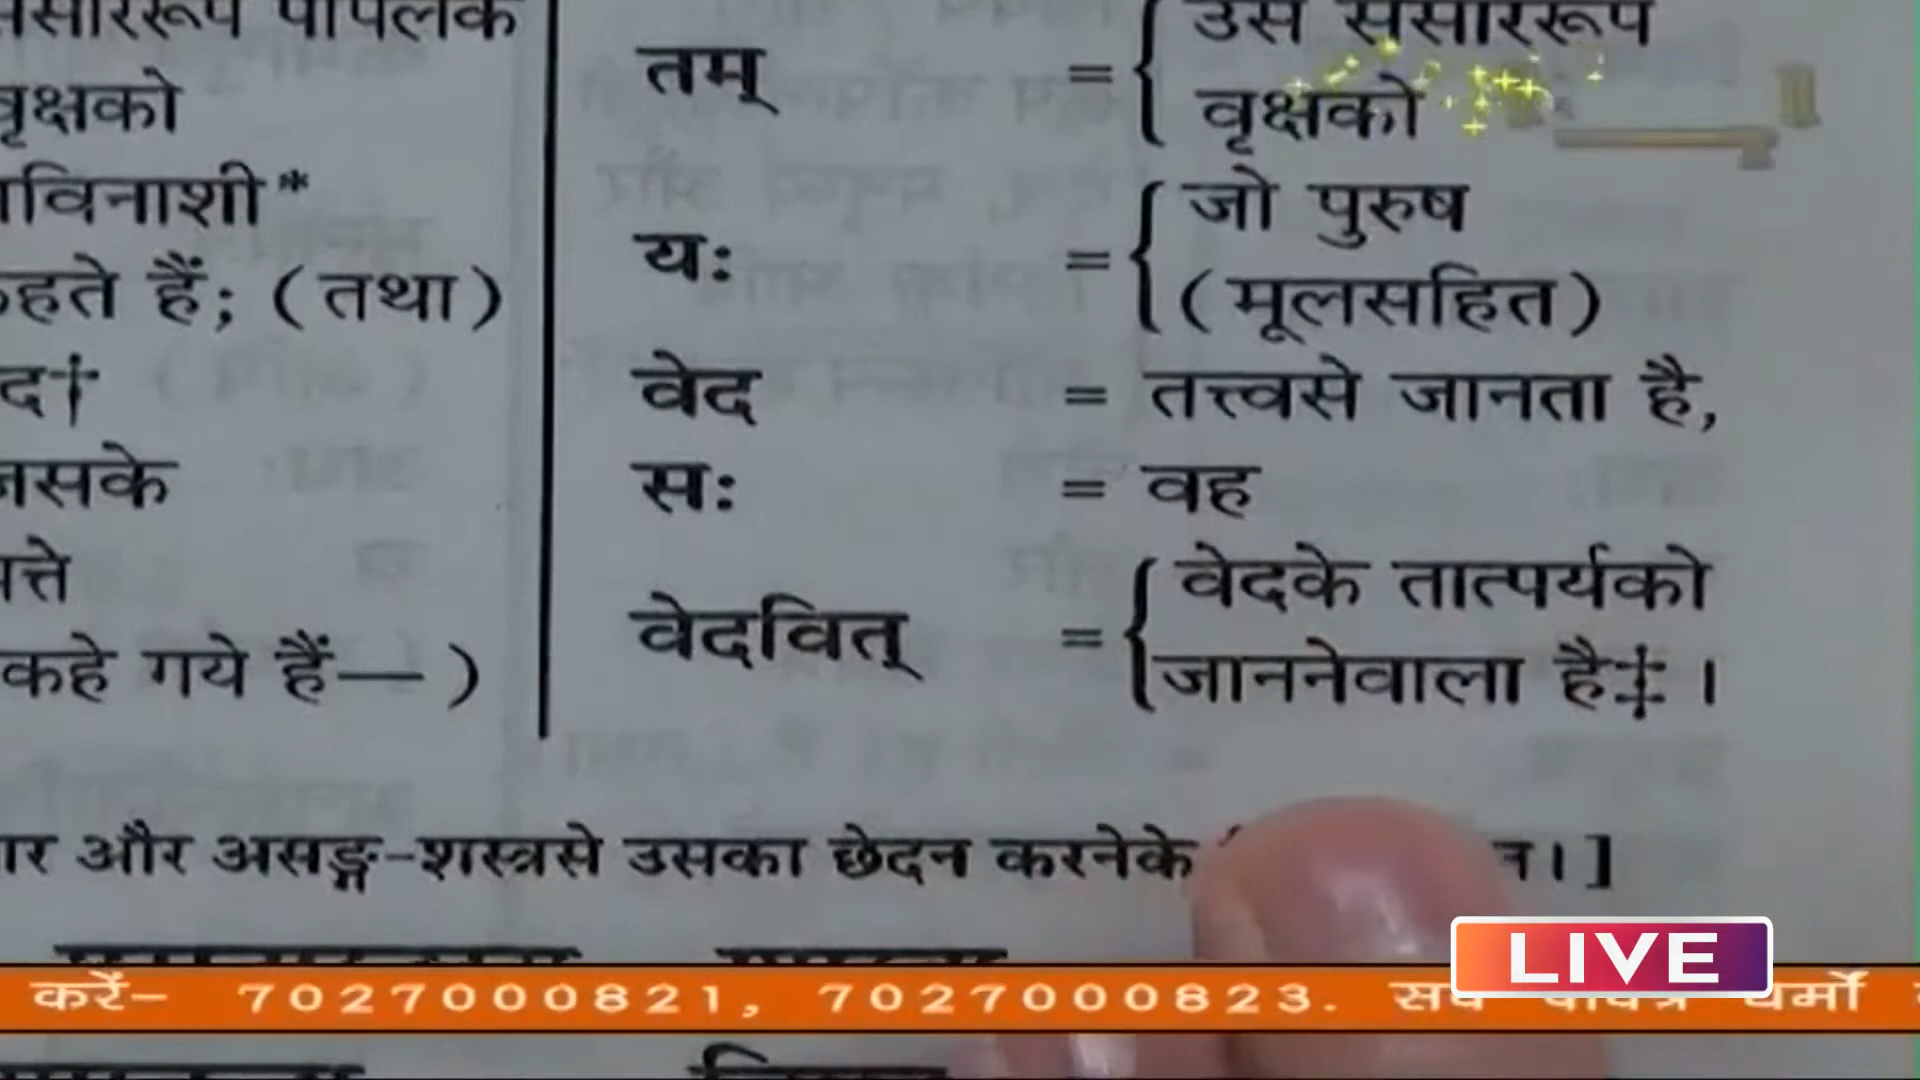 संसाररूप पीपलके
वृक्षको
अविनाशी*
कहते हैं; (तथा)
द†
जिसके
पत्ते
कहे गये हैं—)
तम् = { उस संसाररूप
वृक्षको
यः = { जो पुरुष
(मूलसहित)
वेद = तत्त्वसे जानता है,
सः = वह
वेदवित् = { वेदके तात्पर्यको
जाननेवाला है‡ ।
और असङ्ग-शस्त्रसे उसका छेदन करनेके
न।]
LIVE
करें– 7027000821, 7027000823.